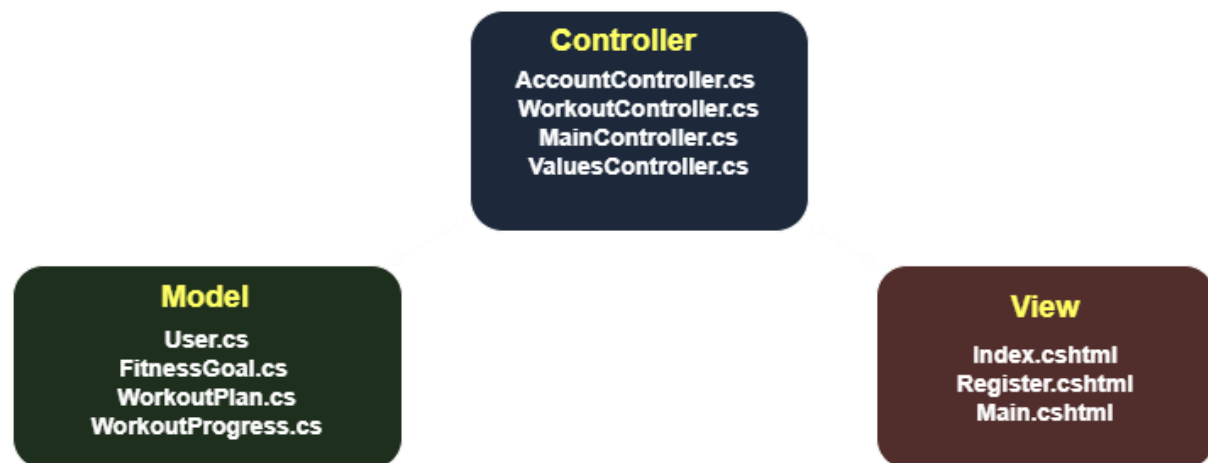 Controller
AccountController.cs
WorkoutController.cs
MainController.cs
ValuesController.cs
Model
User.cs
FitnessGoal.cs
WorkoutPlan.cs
WorkoutProgress.cs
View
Index.cshtml
Register.cshtml
Main.cshtml